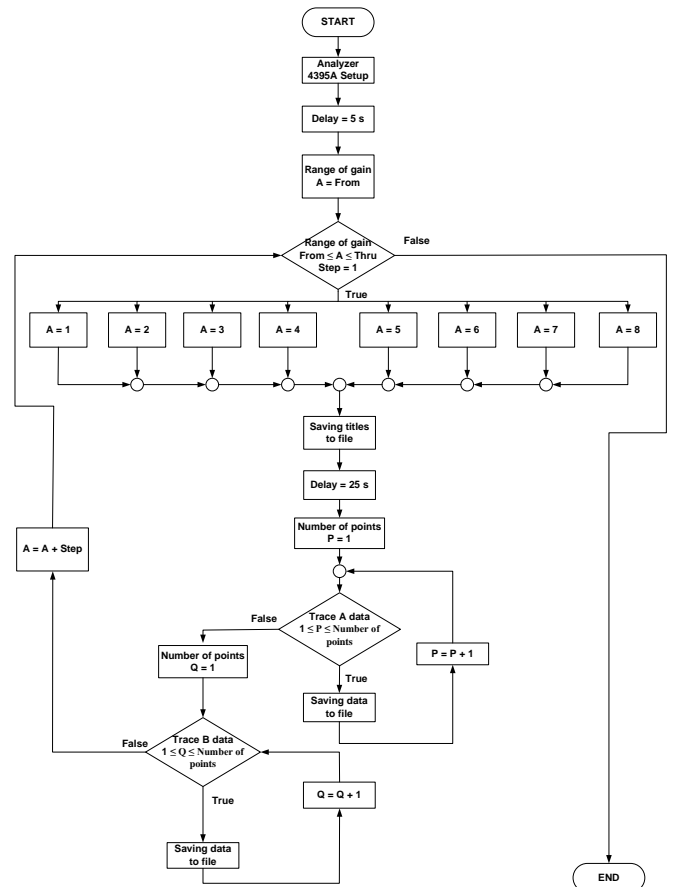 START
Analyzer
4395A Setup
Delay = 5 s
Range of gain
A = From
Range of gain
From ≤ A ≤ Thru
Step = 1
False
True
A = 1
A = 2
A = 3
A = 4
A = 5
A = 6
A = 7
A = 8
Saving titles
to file
Delay = 25 s
Number of points
P = 1
A = A + Step
Trace A data
1 ≤ P ≤ Number of
points
False
True
P = P + 1
Saving data
to file
Number of points
Q = 1
Trace B data
1 ≤ Q ≤ Number of
points
False
True
Q = Q + 1
Saving data
to file
END